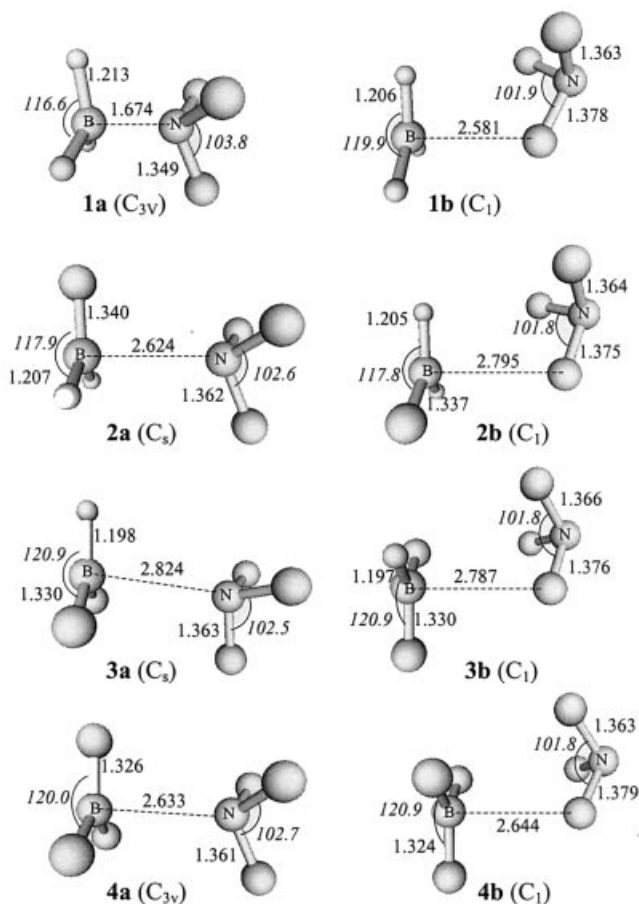 1.213
116.6
B
1.674
N
103.8
1.349
1a (C3V)
1.363
N
1.206
101.9
1.378
B
2.581
119.9
1b (C1)
1.340
117.9
B
2.624
N
1.207
102.6
1.362
2a (Cs)
1.364
N
1.205
101.8
1.375
B
2.795
117.8
1.337
2b (C1)
1.198
120.9
B
2.824
N
1.330
1.363
102.5
3a (Cs)
1.366
101.8
N
1.197
B
2.787
1.376
120.9
1.330
3b (C1)
1.326
120.0
B
2.633
N
102.7
1.361
4a (C3v)
1.363
101.8
N
120.9
B
2.644
1.379
1.324
4b (C1)